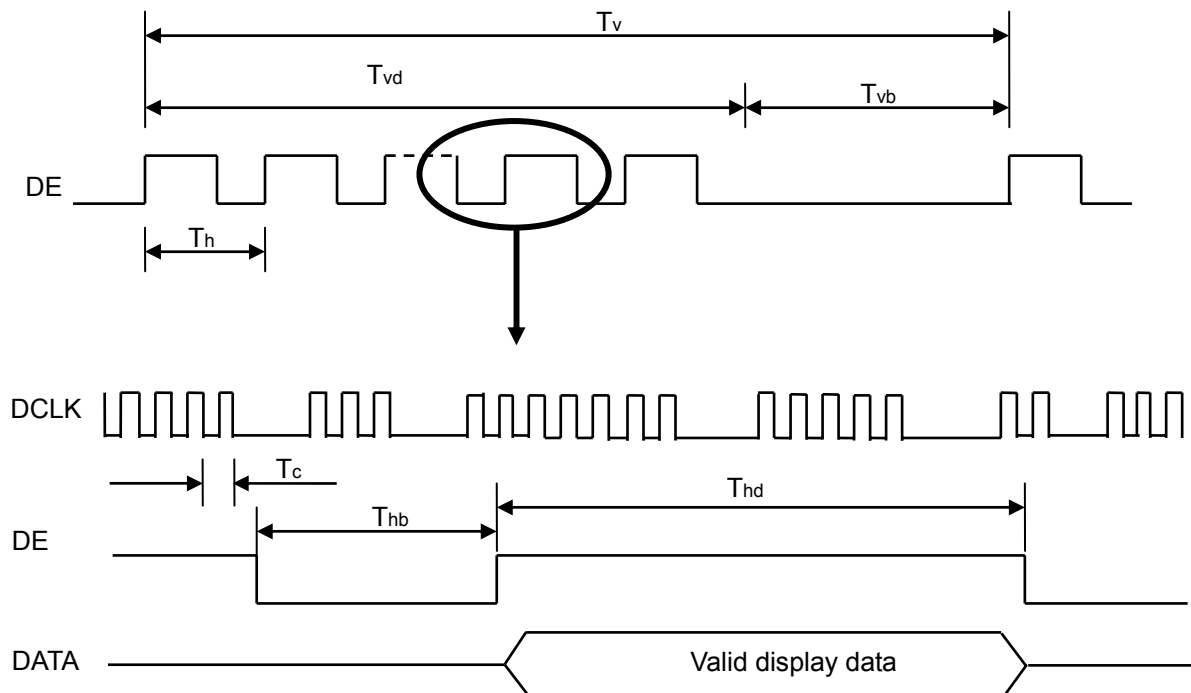 Tv
Tvd
Tvb
DE
Th
DCLK
Tc
Thd
Thb
DE
DATA
Valid display data